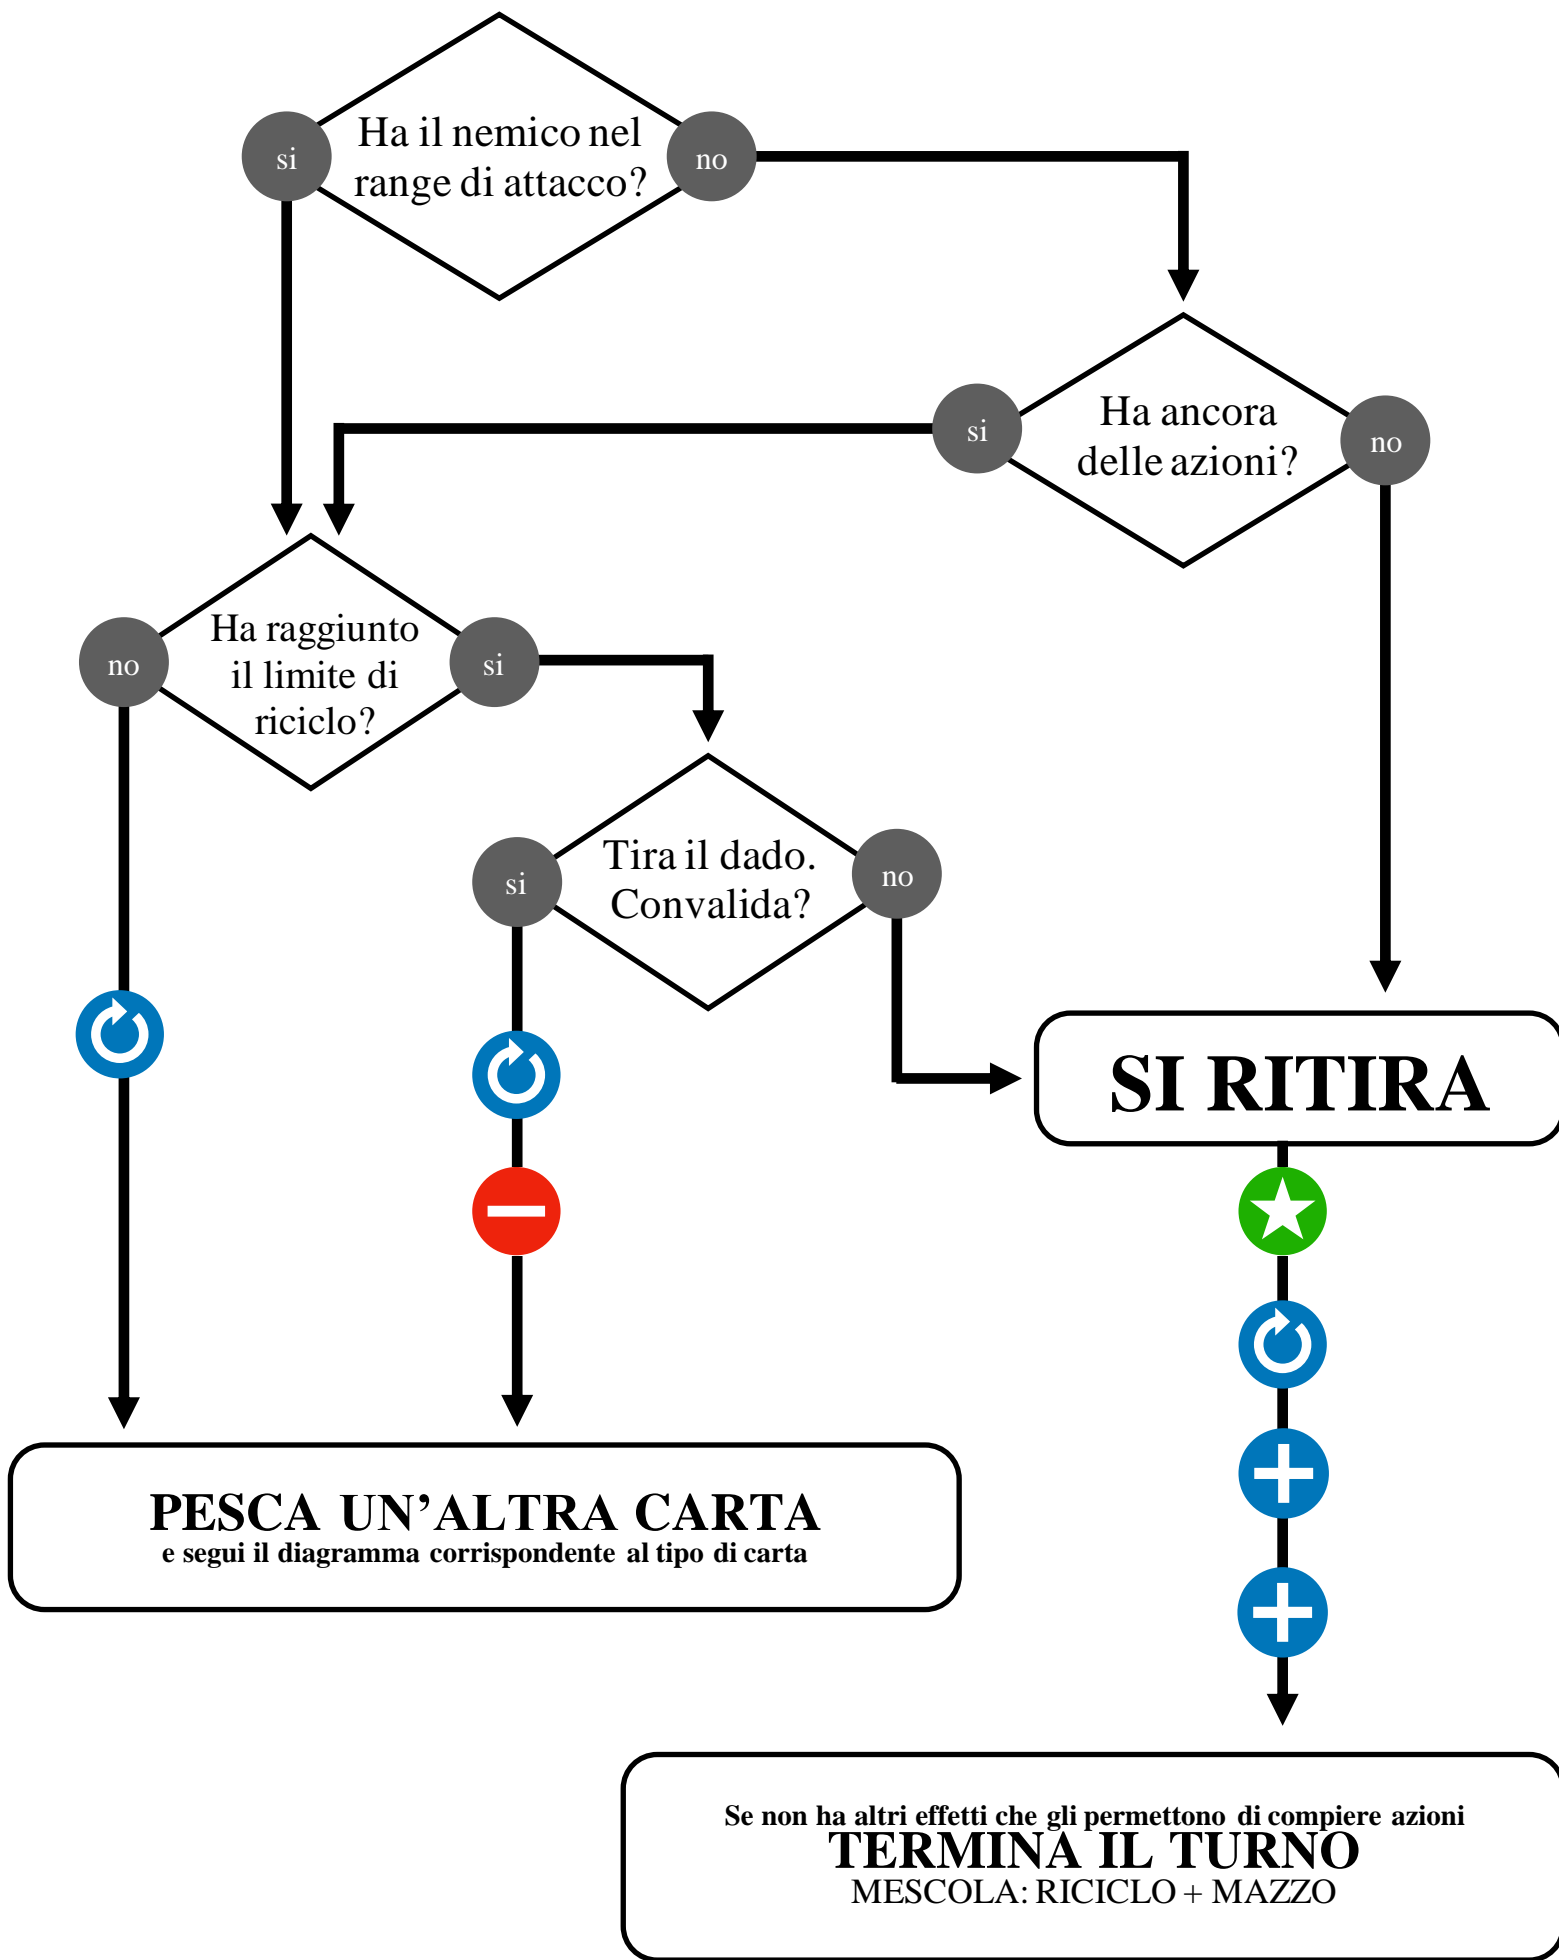 Ha il nemico nel
range di attacco?
si
no
Ha ancora
delle azioni?
si
no
Ha raggiunto
il limite di
riciclo?
no
si
Tira il dado.
Convalida?
si
no
SI RITIRA
PESCA UN’ALTRA CARTA
e segui il diagramma corrispondente al tipo di carta
Se non ha altri effetti che gli permettono di compiere azioni
TERMINA IL TURNO
MESCOLA: RICICLO + MAZZO